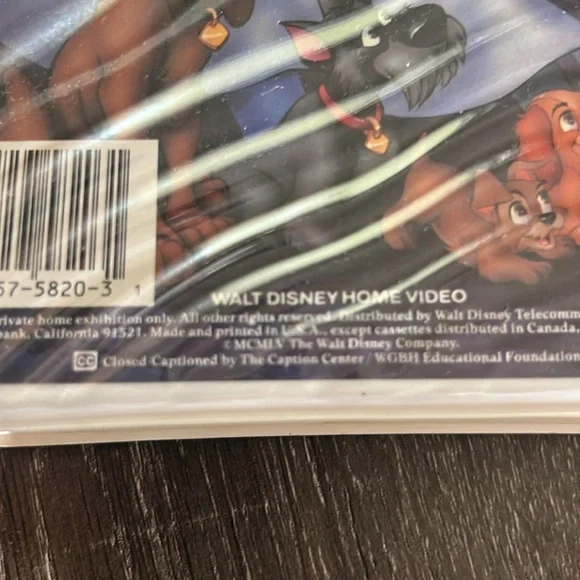 57-5820-3 1
WALT DISNEY HOME VIDEO
private home exhibition only. All other rights reserved. Distributed by Walt Disney Telecomm
bank, California 91521. Made and printed in U.S.A., except cassettes distributed in Canada,
©MCMLV The Walt Disney Company.
CC Closed Captioned by The Caption Center / WGBH Educational Foundation